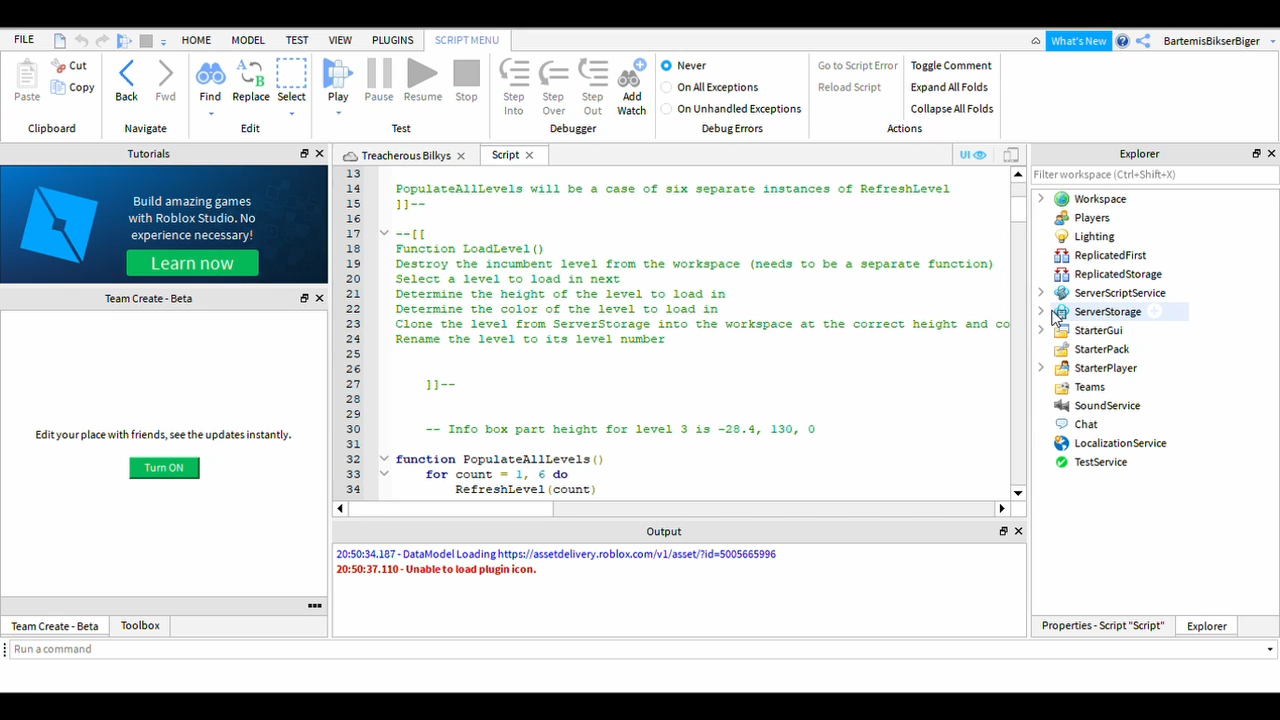 FILE HOME MODEL TEST VIEW PLUGINS SCRIPT MENU What's New BartemisBikserBiger
Paste Cut Copy Back Fwd Find Replace Select Play Pause Resume Stop Step Into Step Over Step Out Add Watch
Never
On All Exceptions
On Unhandled Exceptions
Go to Script Error
Reload Script
Toggle Comment
Expand All Folds
Collapse All Folds
Clipboard Navigate Edit Test Debugger Debug Errors Actions
Tutorials
Build amazing games
with Roblox Studio. No
experience necessary!
Learn now
Team Create - Beta
Edit your place with friends, see the updates instantly.
Turn ON
Team Create - Beta Toolbox
Treacherous Bilkys Script UI
13
14 PopulateAllLevels will be a case of six separate instances of RefreshLevel
15 ]]--
16
17 --[[
18 Function LoadLevel()
19 Destroy the incumbent level from the workspace (needs to be a separate function)
20 Select a level to load in next
21 Determine the height of the level to load in
22 Determine the color of the level to load in
23 Clone the level from ServerStorage into the workspace at the correct height and co
24 Rename the level to its level number
25
26
27 ]]--
28
29
30 -- Info box part height for level 3 is -28.4, 130, 0
31
32 function PopulateAllLevels()
33 for count = 1, 6 do
34 RefreshLevel(count)
Output
20:50:34.187 - DataModel Loading https://assetdelivery.roblox.com/v1/asset/?id=5005665996
20:50:37.110 - Unable to load plugin icon.
Explorer
Filter workspace (Ctrl+Shift+X)
Workspace
Players
Lighting
ReplicatedFirst
ReplicatedStorage
ServerScriptService
ServerStorage
StarterGui
StarterPack
StarterPlayer
Teams
SoundService
Chat
LocalizationService
TestService
Properties - Script "Script" Explorer
Run a command